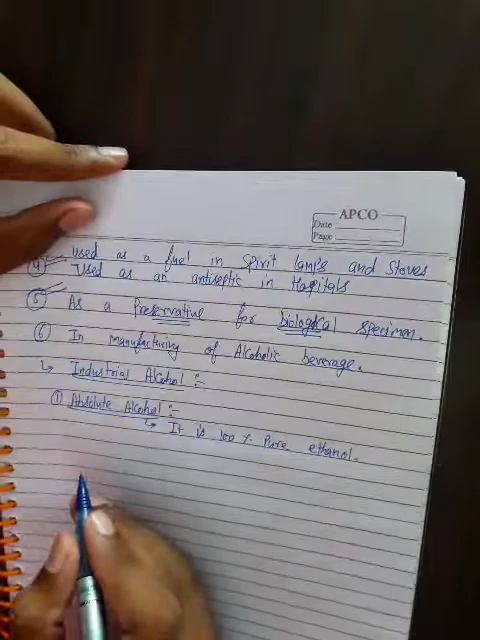 APCO
Date
Page
④ used as a fuel in Spirit lamps and Stoves
Used as an antiseptic in Hospitals
⑤ As a Preservative for biological specimen.
⑥ In manufacturing of Alcoholic beverage.
↳ Industrial Alcohol :-
① Absolute Alcohol :-
↳ It is 100 % Pure ethanol.